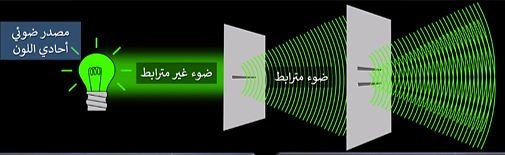 مصدر ضوئي
أحادي اللون
ضوء غير مترابط
ضوء مترابط